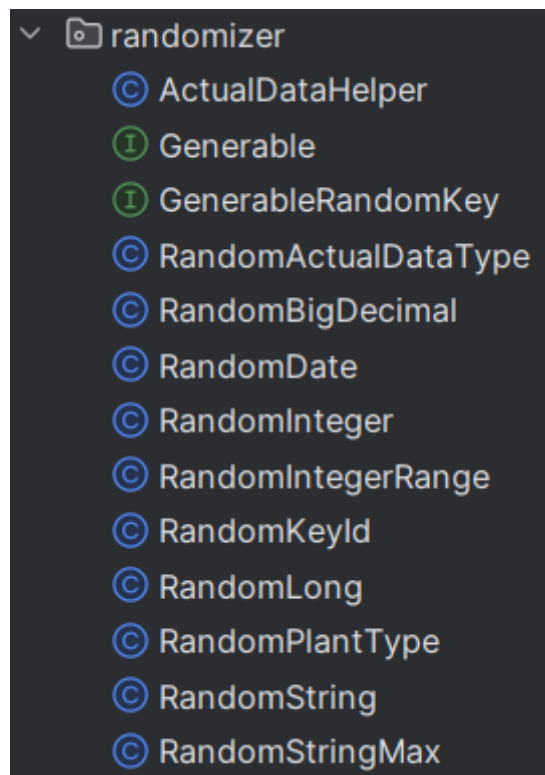 randomizer
C ActualDataHelper
I Generable
I GenerableRandomKey
C RandomActualDataType
C RandomBigDecimal
C RandomDate
C RandomInteger
C RandomIntegerRange
C RandomKeyId
C RandomLong
C RandomPlantType
C RandomString
C RandomStringMax